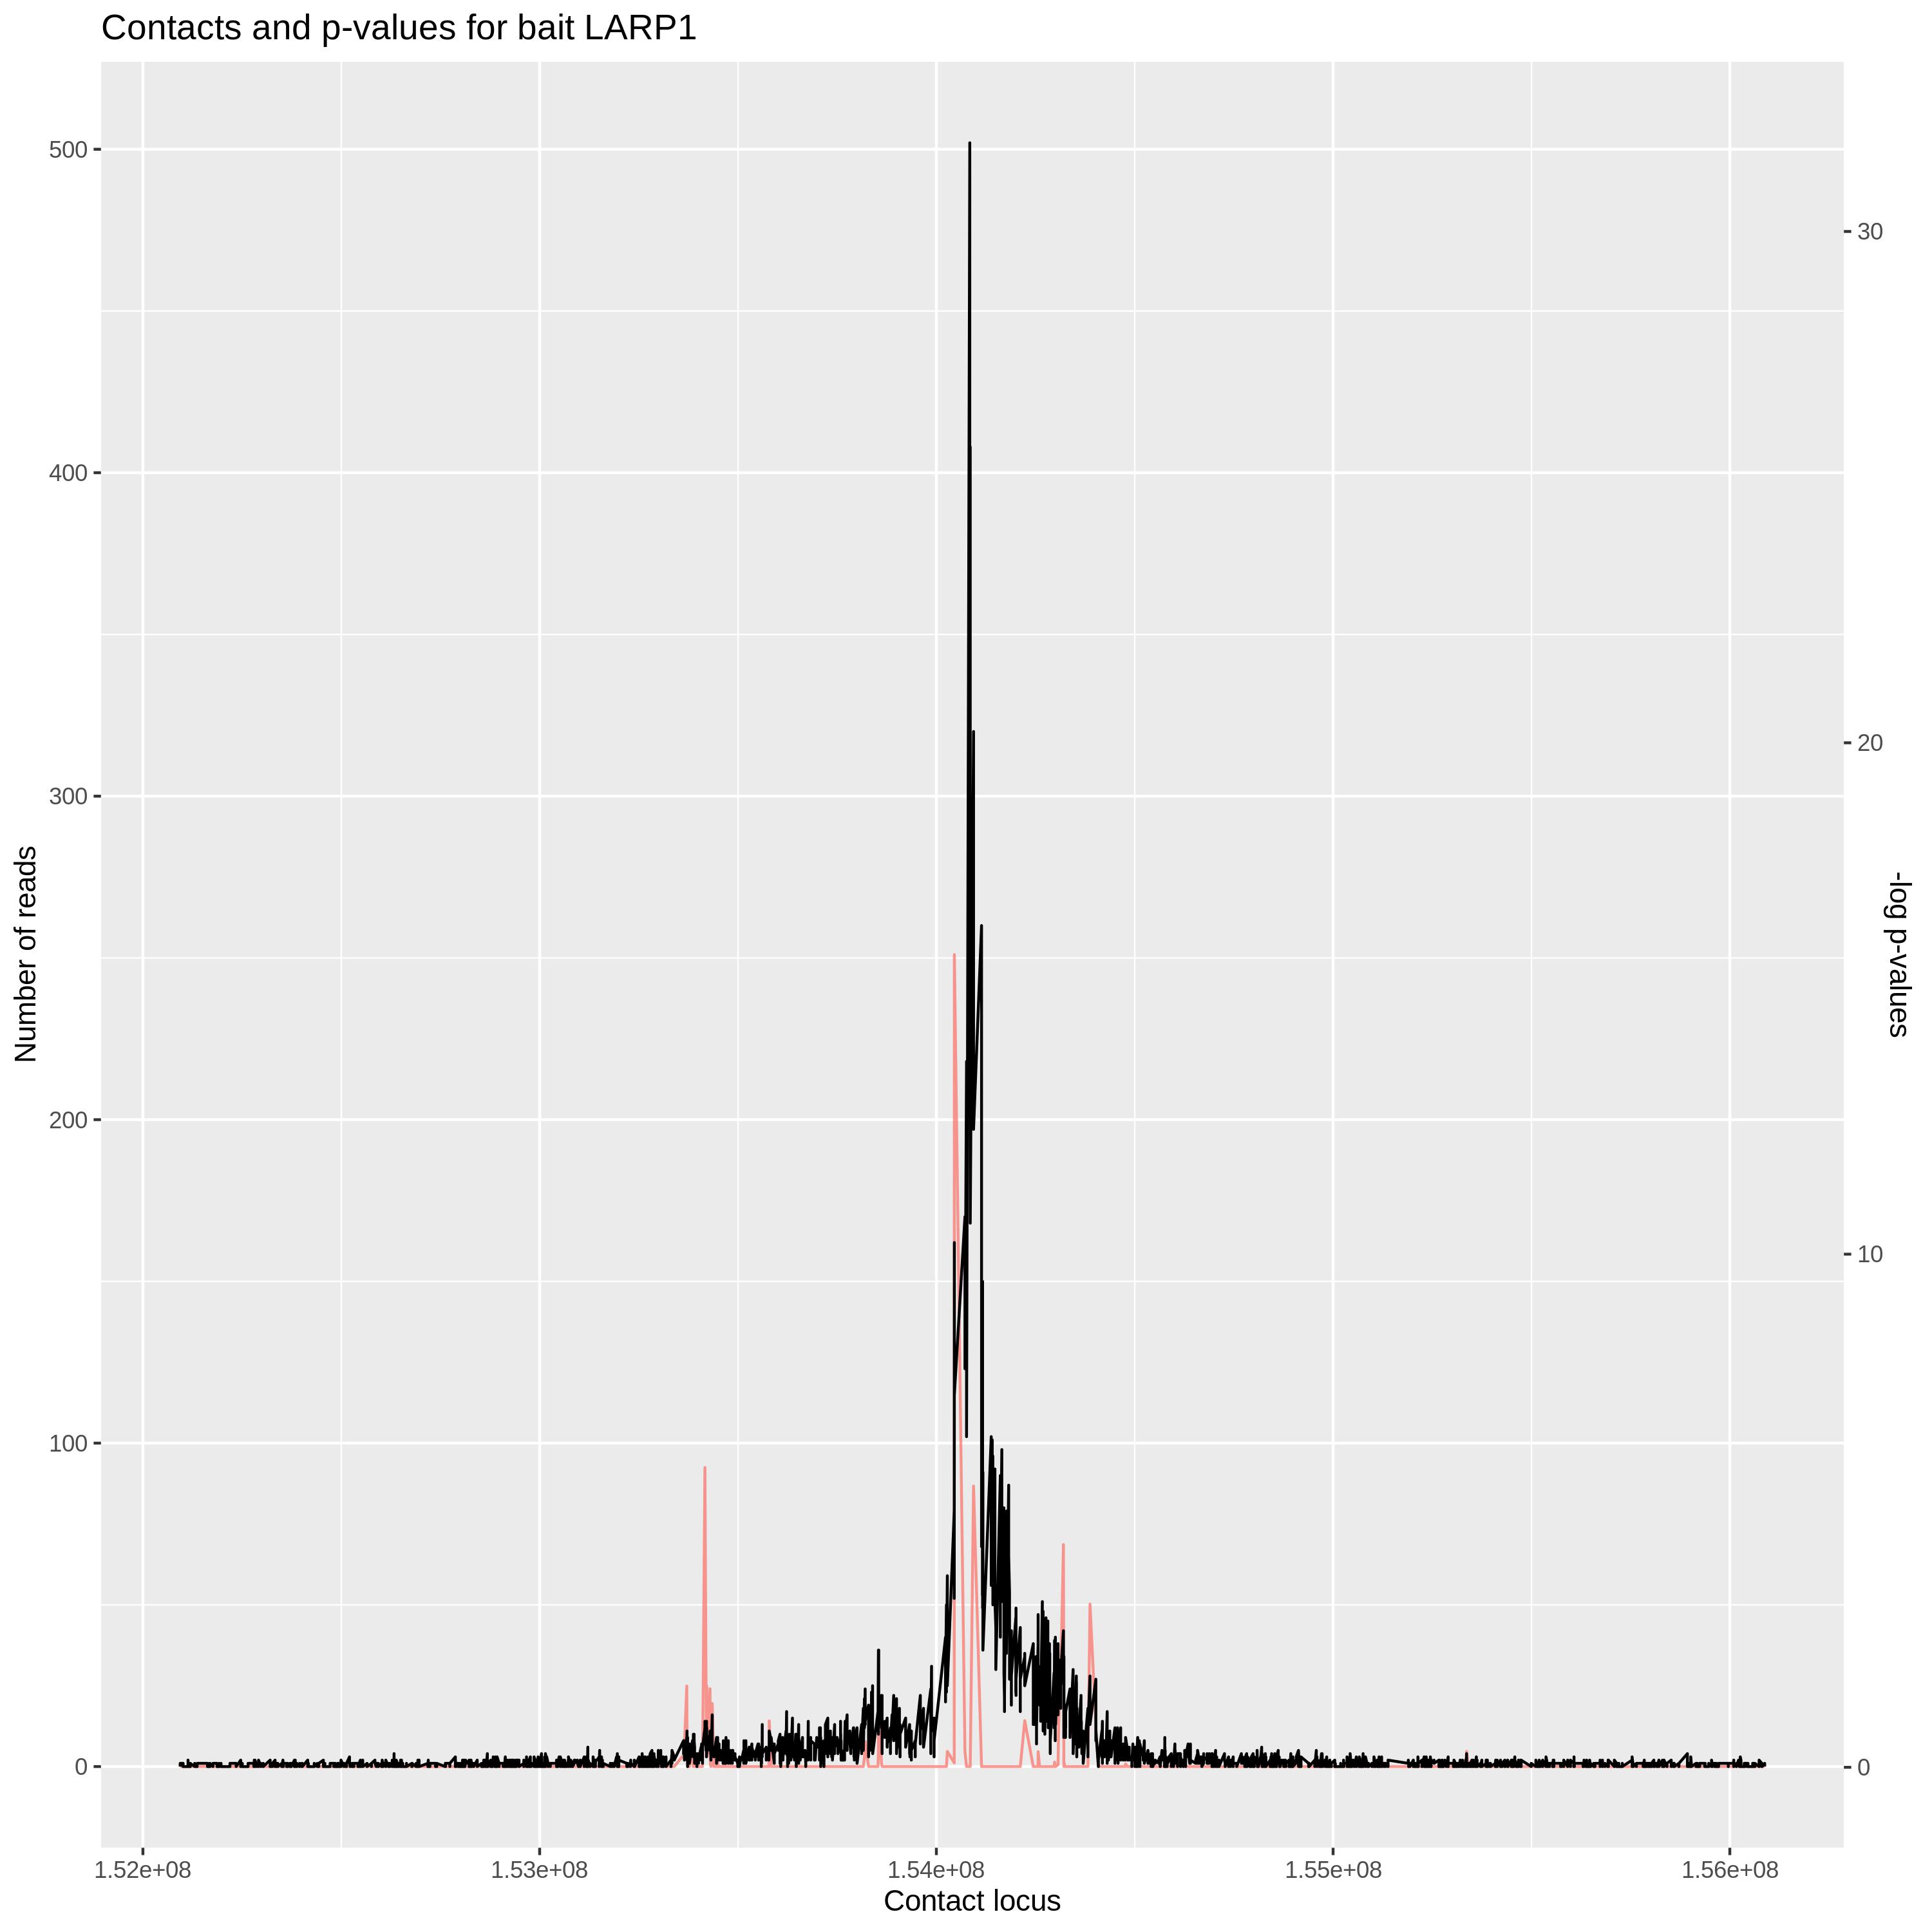 Contacts and p-values for bait LARP1
500
400
300
200
100
0
Number of reads
30
20
10
0
-log p-values
1.52e+08
1.53e+08
1.54e+08
1.55e+08
1.56e+08
Contact locus